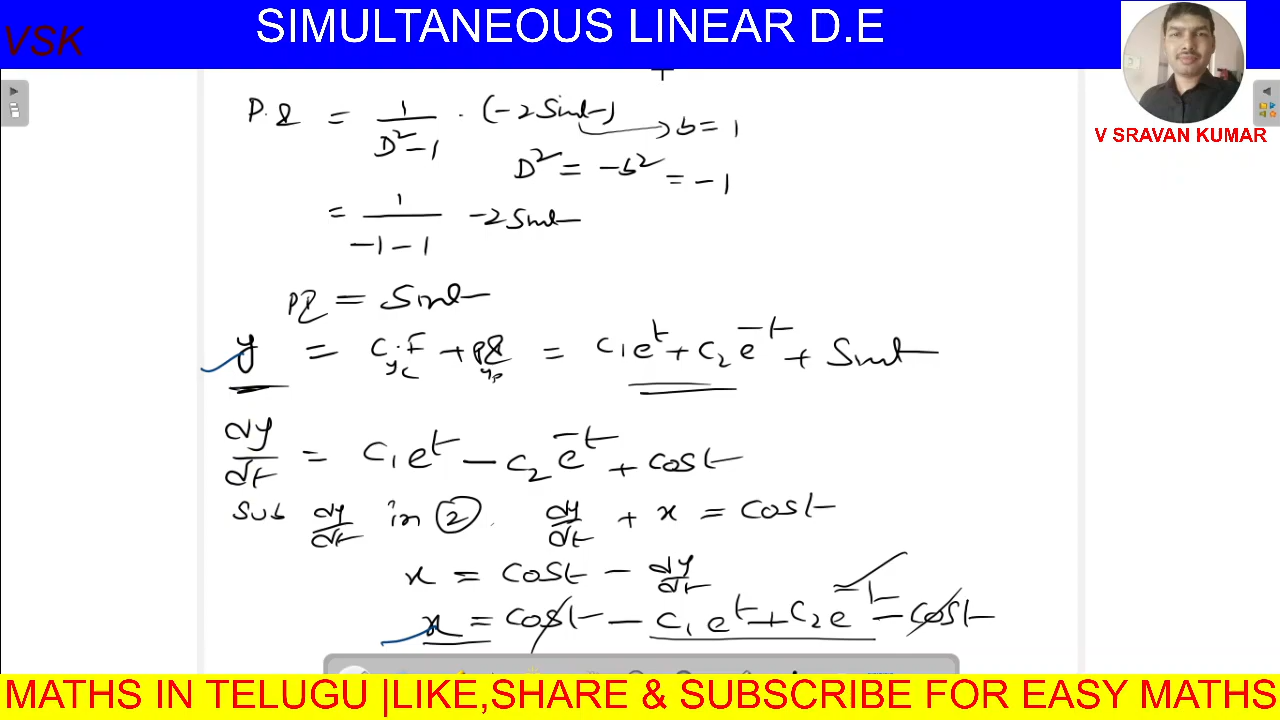 VSK
SIMULTANEOUS LINEAR D.E
V SRAVAN KUMAR
P.I = 1/(D²-1) · (-2Sint) → b = 1
D² = -b² = -1
= 1/(-1-1) -2Sint
PI = Sint
y = C.F + PI = c₁e^t + c₂e^-t + Sint
yc yp
dy/dt = c₁e^t - c₂e^-t + cost
Sub dy/dt in ②. dy/dt + x = cost
x = cost - dy/dt
x = cost - c₁e^t + c₂e^-t - cost
MATHS IN TELUGU |LIKE,SHARE & SUBSCRIBE FOR EASY MATHS